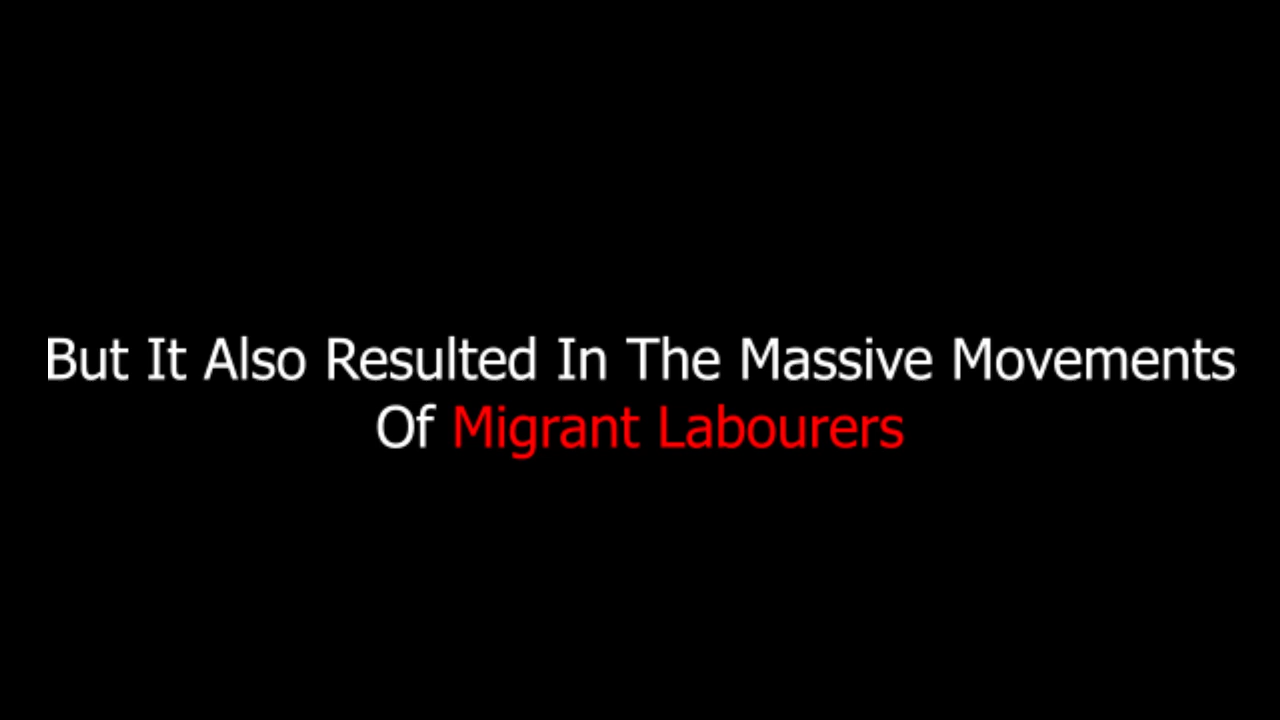 But It Also Resulted In The Massive Movements
Of Migrant Labourers